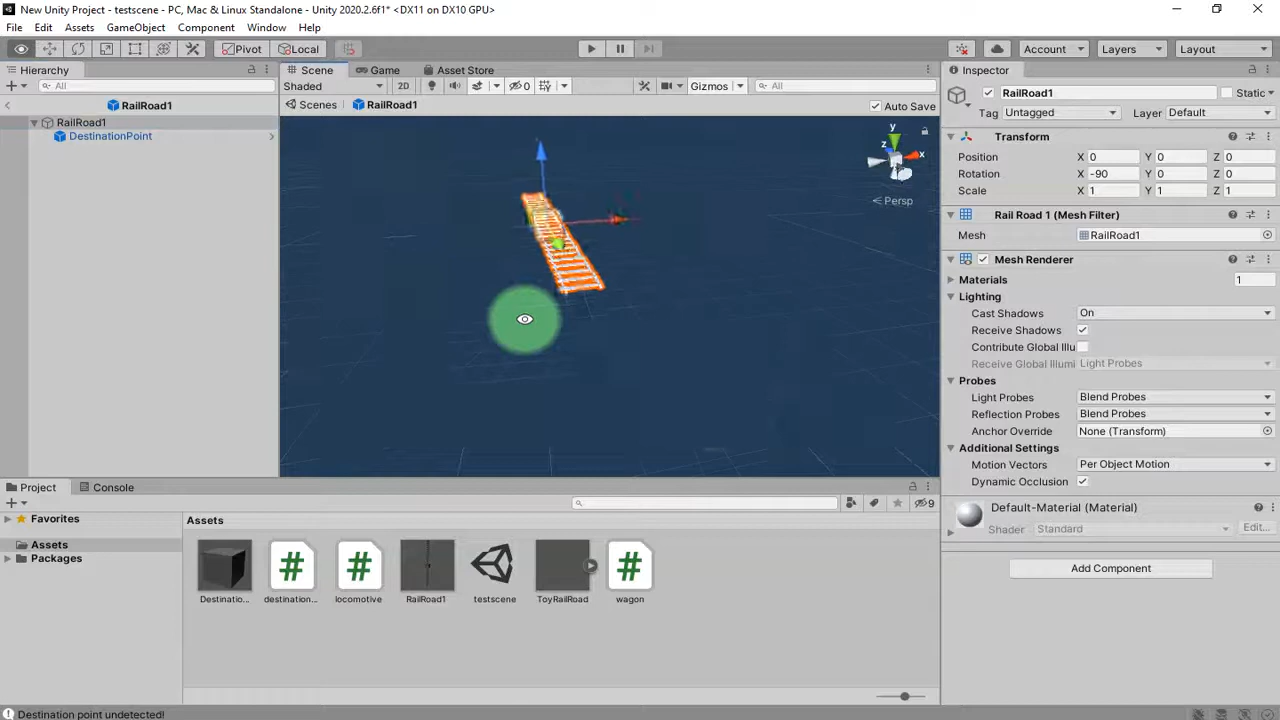 New Unity Project - testscene - PC, Mac & Linux Standalone - Unity 2020.2.6f1* <DX11 on DX10 GPU>
File Edit Assets GameObject Component Window Help
Pivot Local Account Layers Layout
Hierarchy
All
RailRoad1
RailRoad1
DestinationPoint
Scene Game Asset Store
Shaded 2D 0 Gizmos All
Scenes RailRoad1 Auto Save
y
z
x
< Persp
Inspector
RailRoad1 Static
Tag Untagged Layer Default
Transform
Position X 0 Y 0 Z 0
Rotation X -90 Y 0 Z 0
Scale X 1 Y 1 Z 1
Rail Road 1 (Mesh Filter)
Mesh RailRoad1
Mesh Renderer
Materials 1
Lighting
Cast Shadows On
Receive Shadows
Contribute Global Illu
Receive Global Illumi Light Probes
Probes
Light Probes Blend Probes
Reflection Probes Blend Probes
Anchor Override None (Transform)
Additional Settings
Motion Vectors Per Object Motion
Dynamic Occlusion
Default-Material (Material)
Shader Standard Edit...
Add Component
Project Console
9
Favorites
Assets
Packages
Assets
Destinatio... destination... locomotive RailRoad1 testscene ToyRailRoad wagon
Destination point undetected!